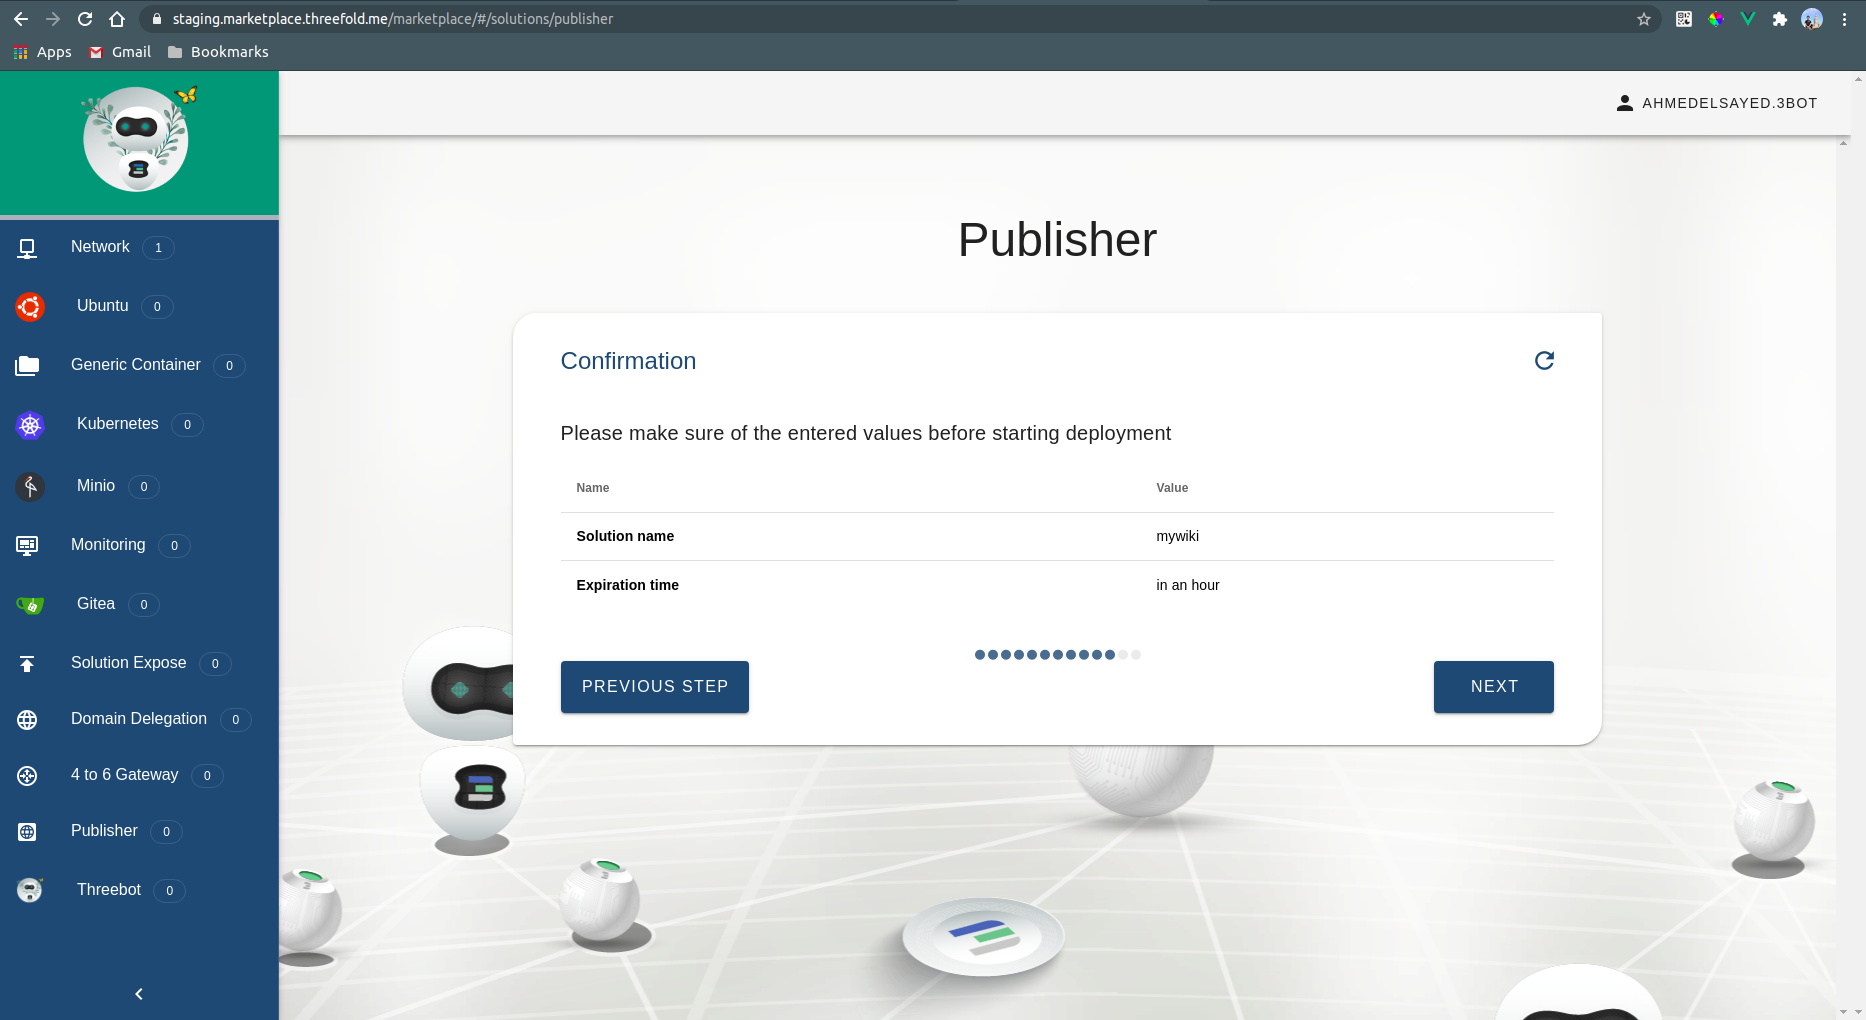 staging.marketplace.threefold.me/marketplace/#/solutions/publisher
Apps
Gmail
Bookmarks
AHMEDELSAYED.3BOT
Network 1
Ubuntu 0
Generic Container 0
Kubernetes 0
Minio 0
Monitoring 0
Gitea 0
Solution Expose 0
Domain Delegation 0
4 to 6 Gateway 0
Publisher 0
Threebot 0
Publisher
Confirmation
Please make sure of the entered values before starting deployment
Name Value
Solution name mywiki
Expiration time in an hour
PREVIOUS STEP
NEXT